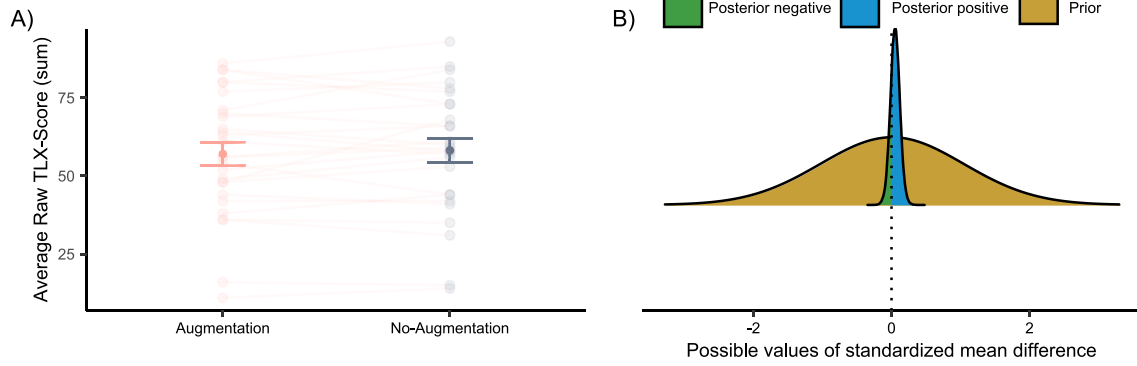 A)
Average Raw TLX-Score (sum)
75
50
25
Augmentation
No-Augmentation
B)
Posterior negative
Posterior positive
Prior
-2
0
2
Possible values of standardized mean difference